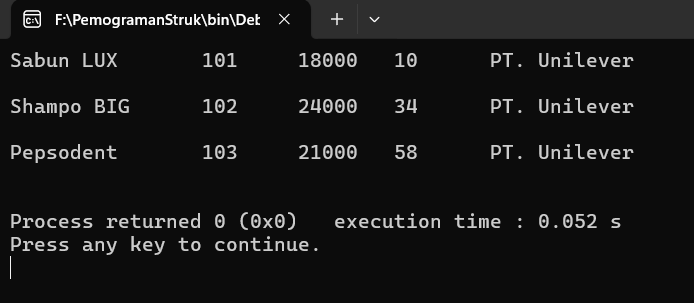 F:\PemogramanStruk\bin\Det
Sabun LUX 101 18000 10 PT. Unilever
Shampo BIG 102 24000 34 PT. Unilever
Pepsodent 103 21000 58 PT. Unilever
Process returned 0 (0x0) execution time : 0.052 s
Press any key to continue.